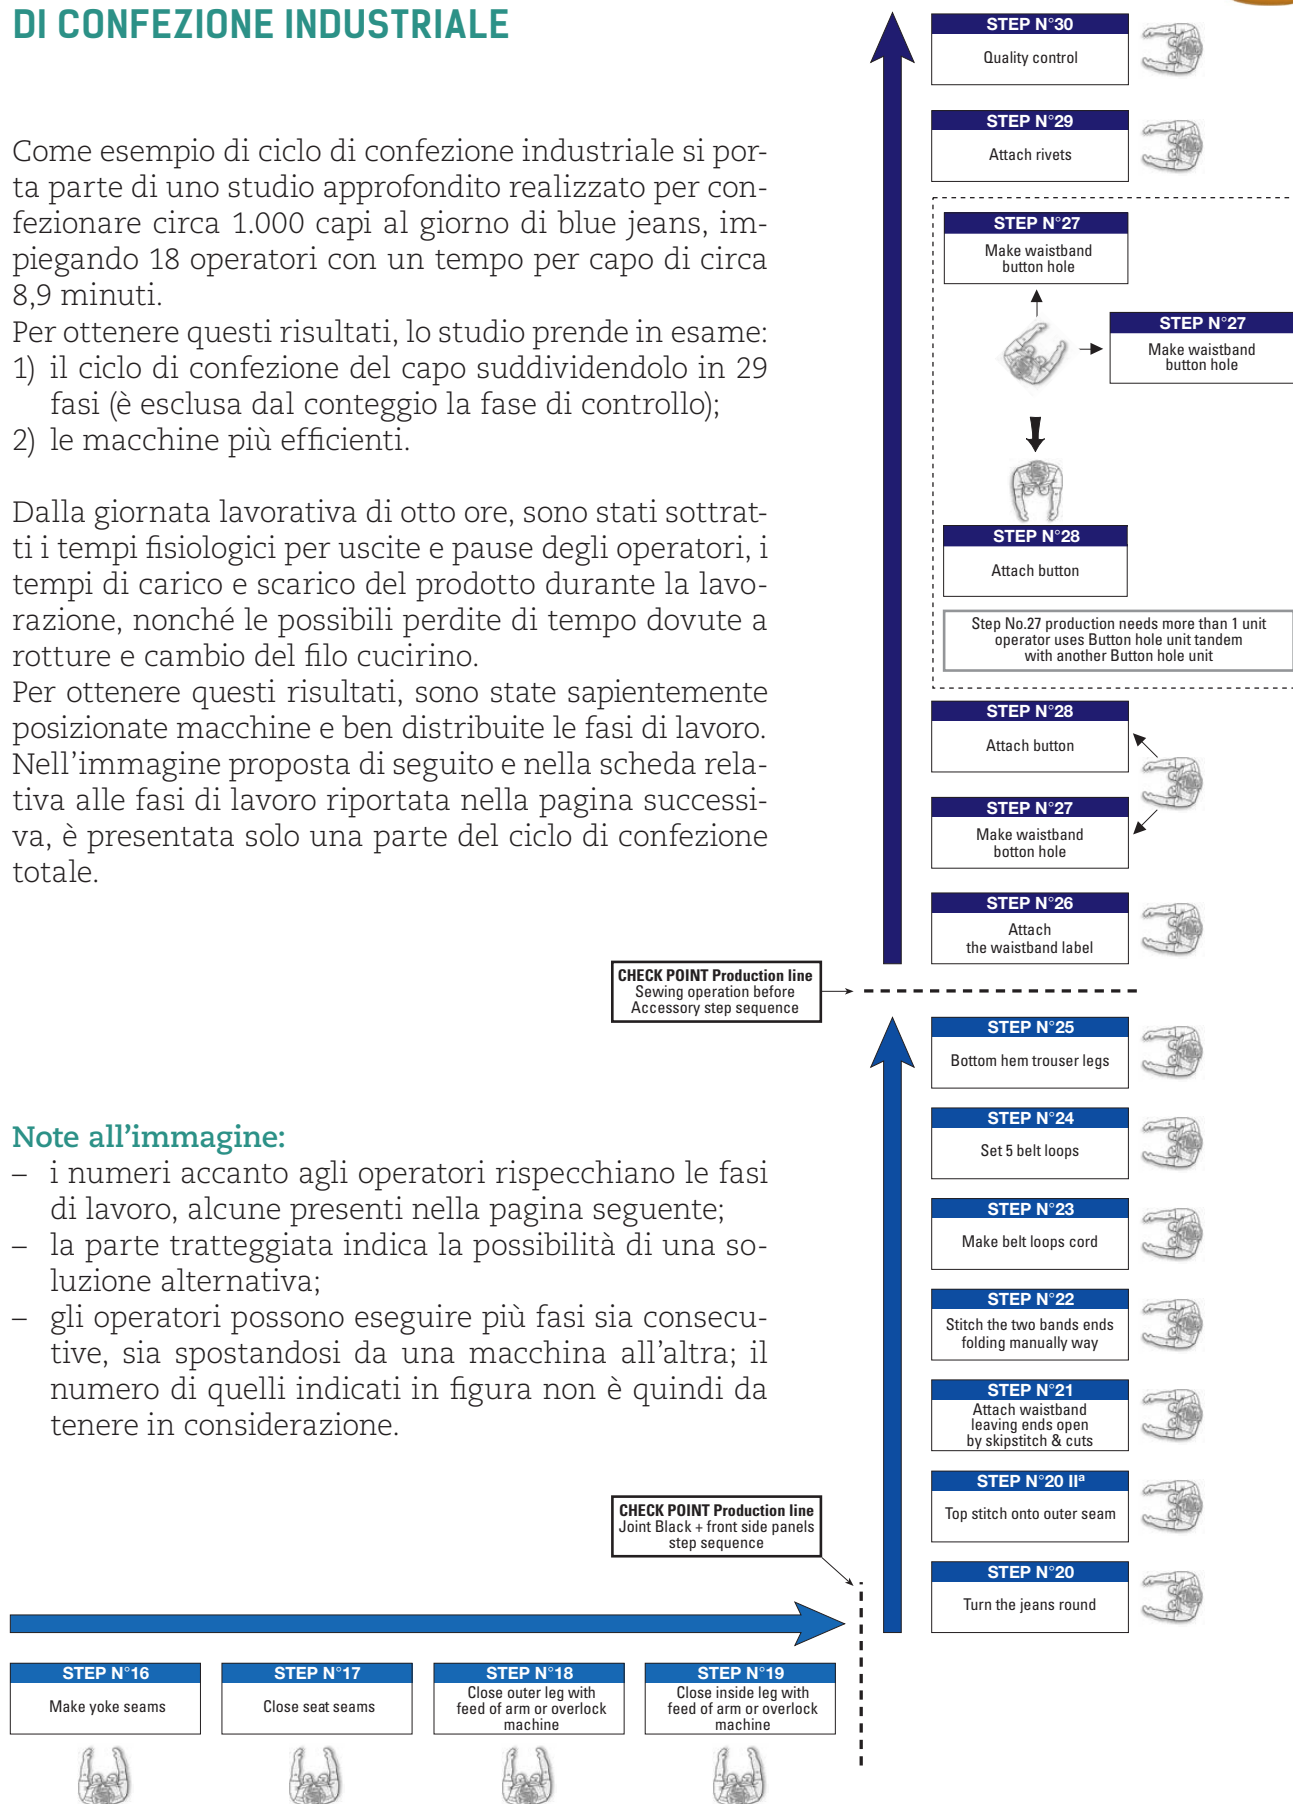 DI CONFEZIONE INDUSTRIALE
Come esempio di ciclo di confezione industriale si por-
ta parte di uno studio approfondito realizzato per con-
fezionare circa 1.000 capi al giorno di blue jeans, im-
piegando 18 operatori con un tempo per capo di circa
8,9 minuti.
Per ottenere questi risultati, lo studio prende in esame:
1) il ciclo di confezione del capo suddividendolo in 29
fasi (è esclusa dal conteggio la fase di controllo);
2) le macchine più efficienti.
Dalla giornata lavorativa di otto ore, sono stati sottrat-
ti i tempi fisiologici per uscite e pause degli operatori, i
tempi di carico e scarico del prodotto durante la lavo-
razione, nonché le possibili perdite di tempo dovute a
rotture e cambio del filo cucirino.
Per ottenere questi risultati, sono state sapientemente
posizionate macchine e ben distribuite le fasi di lavoro.
Nell'immagine proposta di seguito e nella scheda rela-
tiva alle fasi di lavoro riportata nella pagina successi-
va, è presentata solo una parte del ciclo di confezione
totale.
Note all'immagine:
– i numeri accanto agli operatori rispecchiano le fasi
di lavoro, alcune presenti nella pagina seguente;
– la parte tratteggiata indica la possibilità di una so-
luzione alternativa;
– gli operatori possono eseguire più fasi sia consecu-
tive, sia spostandosi da una macchina all'altra; il
numero di quelli indicati in figura non è quindi da
tenere in considerazione.
STEP N°30
Quality control
STEP N°29
Attach rivets
STEP N°27
Make waistband
button hole
STEP N°27
Make waistband
button hole
STEP N°28
Attach button
Step No.27 production needs more than 1 unit
operator uses Button hole unit tandem
with another Button hole unit
STEP N°28
Attach button
STEP N°27
Make waistband
botton hole
STEP N°26
Attach
the waistband label
CHECK POINT Production line
Sewing operation before
Accessory step sequence
STEP N°25
Bottom hem trouser legs
STEP N°24
Set 5 belt loops
STEP N°23
Make belt loops cord
STEP N°22
Stitch the two bands ends
folding manually way
STEP N°21
Attach waistband
leaving ends open
by skipstitch & cuts
STEP N°20 IIª
Top stitch onto outer seam
STEP N°20
Turn the jeans round
CHECK POINT Production line
Joint Black + front side panels
step sequence
STEP N°16
Make yoke seams
STEP N°17
Close seat seams
STEP N°18
Close outer leg with
feed of arm or overlock
machine
STEP N°19
Close inside leg with
feed of arm or overlock
machine